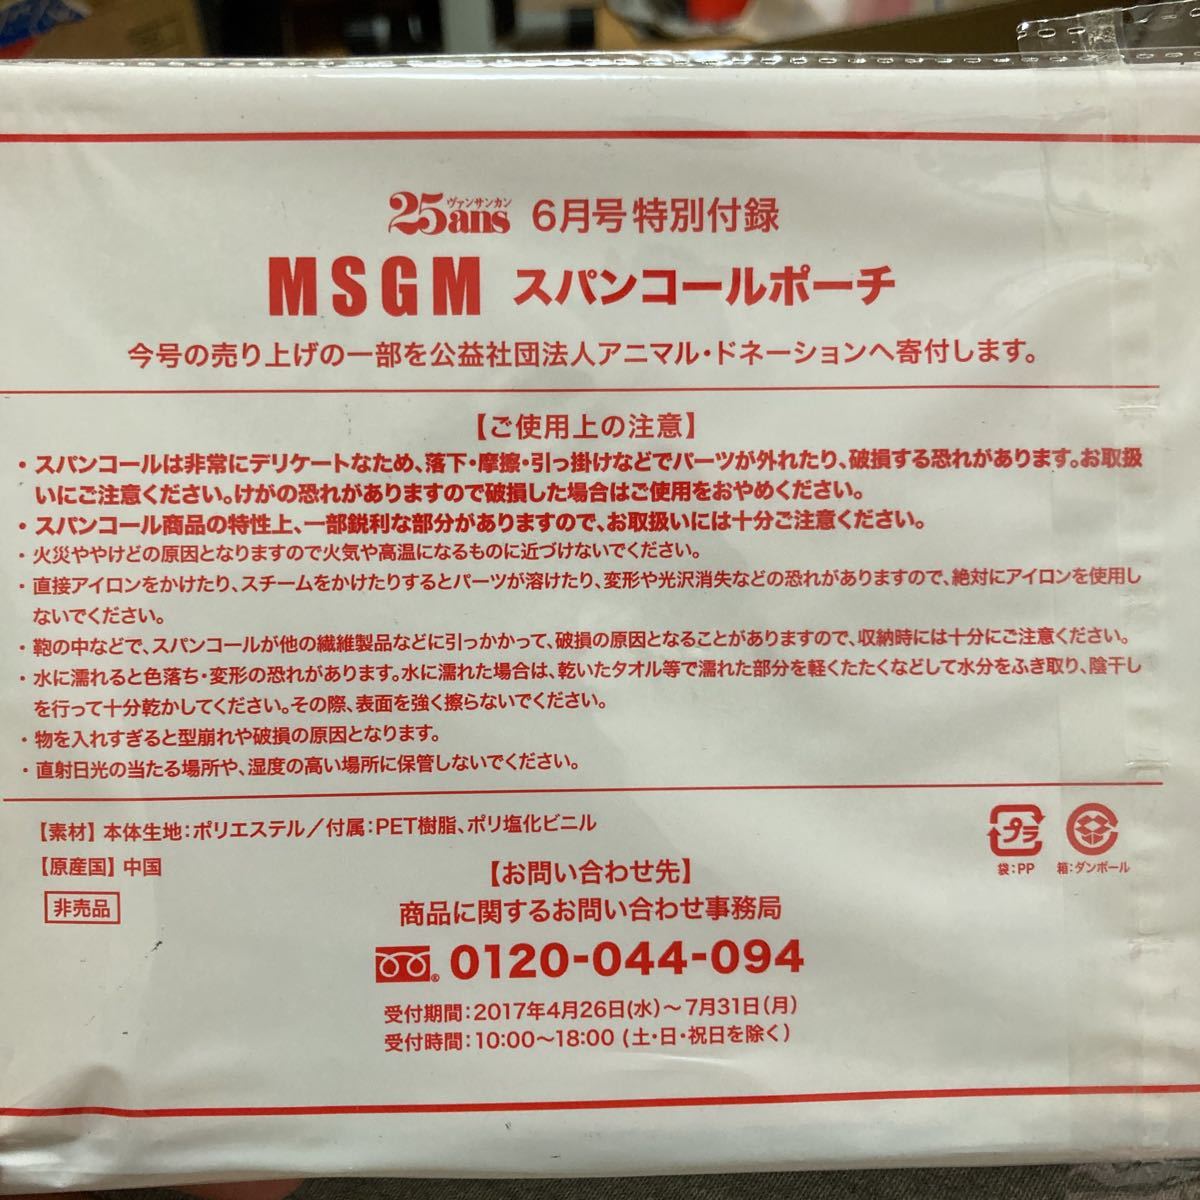 ヴァンサンカン
25ans 6月号 特別付録
MSGM スパンコールポーチ
今号の売り上げの一部を公益社団法人アニマル・ドネーションへ寄付します。
【ご使用上の注意】
・スパンコールは非常にデリケートなため、落下・摩擦・引っ掛けなどでパーツが外れたり、破損する恐れがあります。お取扱
いにご注意ください。けがの恐れがありますので破損した場合はご使用をおやめください。
・スパンコール商品の特性上、一部鋭利な部分がありますので、お取扱いには十分ご注意ください。
・火災ややけどの原因となりますので火気や高温になるものに近づけないでください。
・直接アイロンをかけたり、スチームをかけたりするとパーツが溶けたり、変形や光沢消失などの恐れがありますので、絶対にアイロンを使用し
ないでください。
・鞄の中などで、スパンコールが他の繊維製品などに引っかかって、破損の原因となることがありますので、収納時には十分にご注意ください。
・水に濡れると色落ち・変形の恐れがあります。水に濡れた場合は、乾いたタオル等で濡れた部分を軽くたたくなどして水分をふき取り、陰干し
を行って十分乾かしてください。その際、表面を強く擦らないでください。
・物を入れすぎると型崩れや破損の原因となります。
・直射日光の当たる場所や、湿度の高い場所に保管しないでください。
【素材】本体生地：ポリエステル／付属：PET樹脂、ポリ塩化ビニル
【原産国】中国
非売品
プラ
袋：PP 箱：ダンボール
【お問い合わせ先】
商品に関するお問い合わせ事務局
® 0120-044-094
受付期間：2017年4月26日(水)～7月31日(月)
受付時間：10:00～18:00 (土・日・祝日を除く)